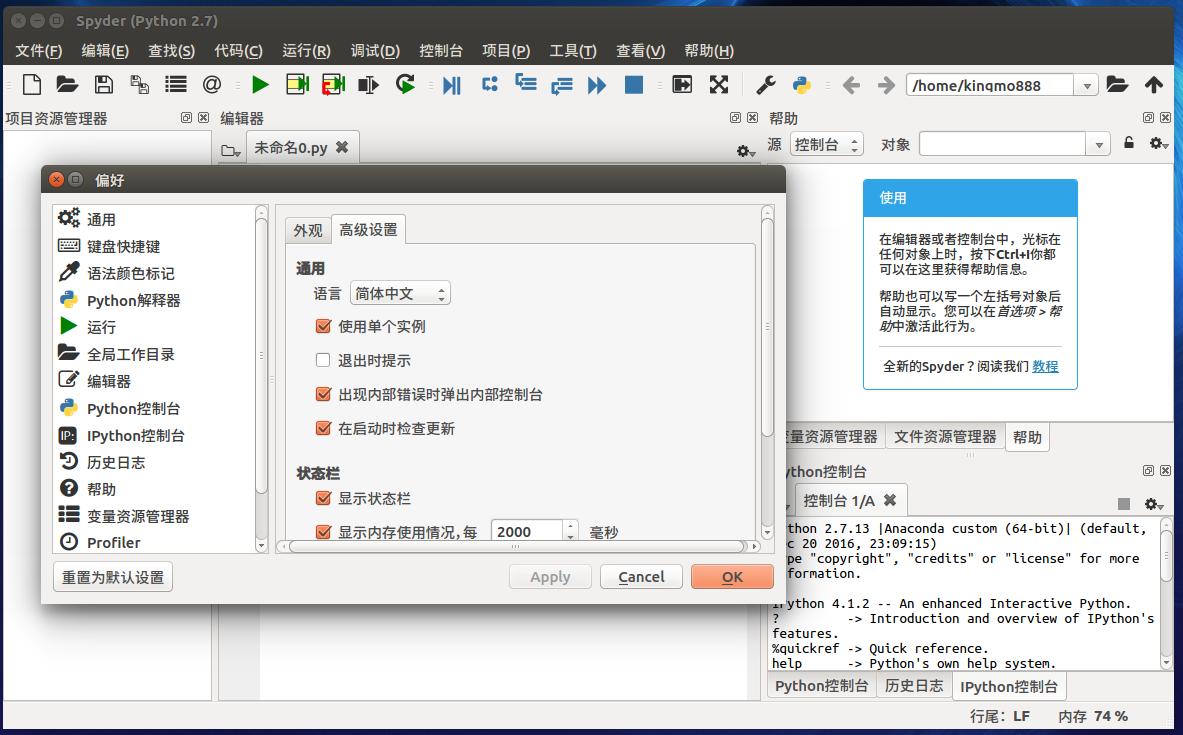 Spyder (Python 2.7)
文件(F) 编辑(E) 查找(S) 代码(C) 运行(R) 调试(D) 控制台 项目(P) 工具(T) 查看(V) 帮助(H)
/home/kingmo888
项目资源管理器
编辑器
帮助
未命名0.py
源 控制台 对象
偏好
通用
键盘快捷键
语法颜色标记
Python解释器
运行
全局工作目录
编辑器
Python控制台
IPython控制台
历史日志
帮助
变量资源管理器
Profiler
外观 高级设置
通用
语言 简体中文
使用单个实例
退出时提示
出现内部错误时弹出内部控制台
在启动时检查更新
状态栏
显示状态栏
显示内存使用情况,每 2000 毫秒
重置为默认设置 Apply Cancel OK
使用
在编辑器或者控制台中，光标在
任何对象上时，按下Ctrl+I你都
可以在这里获得帮助信息。
帮助也可以写一个左括号对象后
自动显示。您可以在首选项 > 帮
助中激活此行为。
全新的Spyder？阅读我们 教程
变量资源管理器 文件资源管理器 帮助
ython控制台
控制台 1/A
thon 2.7.13 |Anaconda custom (64-bit)| (default,
c 20 2016, 23:09:15)
pe "copyright", "credits" or "license" for more
formation.
IPython 4.1.2 -- An enhanced Interactive Python.
? -> Introduction and overview of IPython's
features.
%quickref -> Quick reference.
help -> Python's own help system.
Python控制台 历史日志 IPython控制台
行尾： LF 内存 74 %